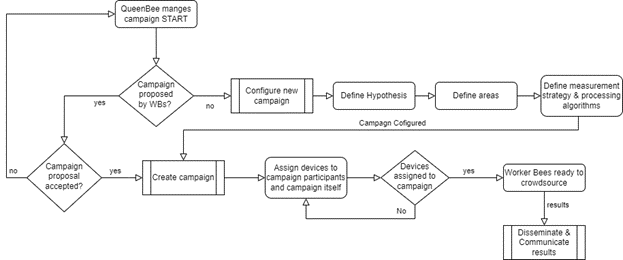 QueenBee manges
campaign START
Campaign
proposed
by WBs?
yes
no
Configure new
campaign
Define Hypothesis
Define areas
Define measurement
strategy & processing
algorithms
Campaign Cofigured
Campaign
proposal
accepted?
no
yes
Create campaign
Assign devices to
campaign participants
and campaign itself
Devices
assigned to
campaign
yes
No
Worker Bees ready to
crowdsource
results
Disseminate &
Communicate
results